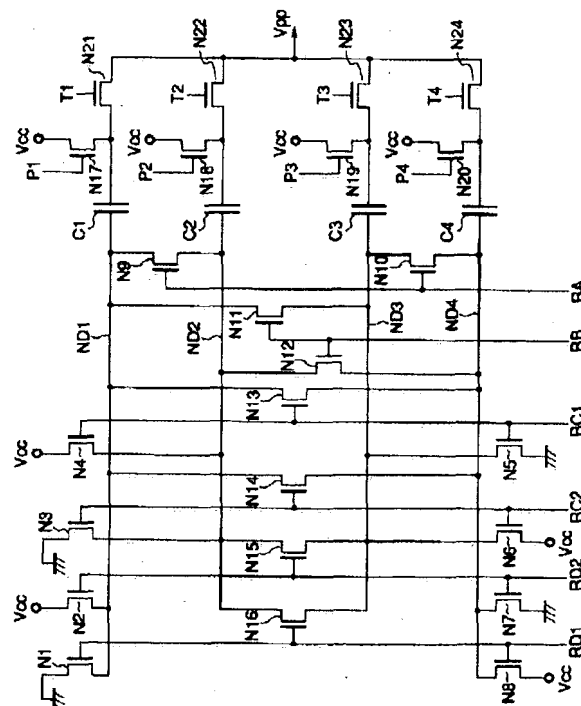 Vpp
N21
N22
N23
N24
T1
T2
T3
T4
Vcc
Vcc
Vcc
Vcc
P1
P2
P3
P4
N17
N18
N19
N20
C1
C2
C3
C4
N9
N10
ND1
ND2
ND3
ND4
N11
N12
N13
N14
N15
N16
Vcc
N4
N5
N3
N6
Vcc
Vcc
N2
N7
N1
N8
Vcc
RA
RB
RC1
RC2
RD2
RD1